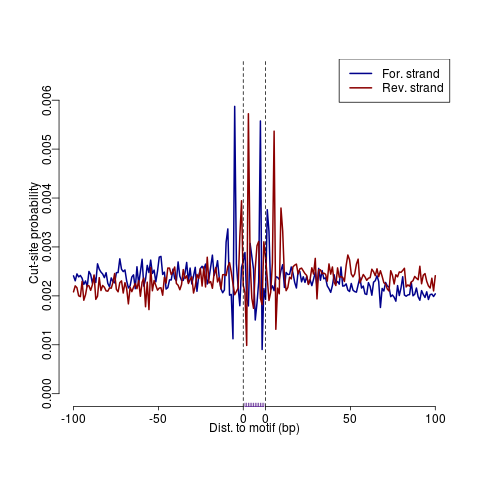 For. strand
Rev. strand
Cut-site probability
0.006
0.005
0.004
0.003
0.002
0.001
0.000
-100 -50 0 0 50 100
Dist. to motif (bp)